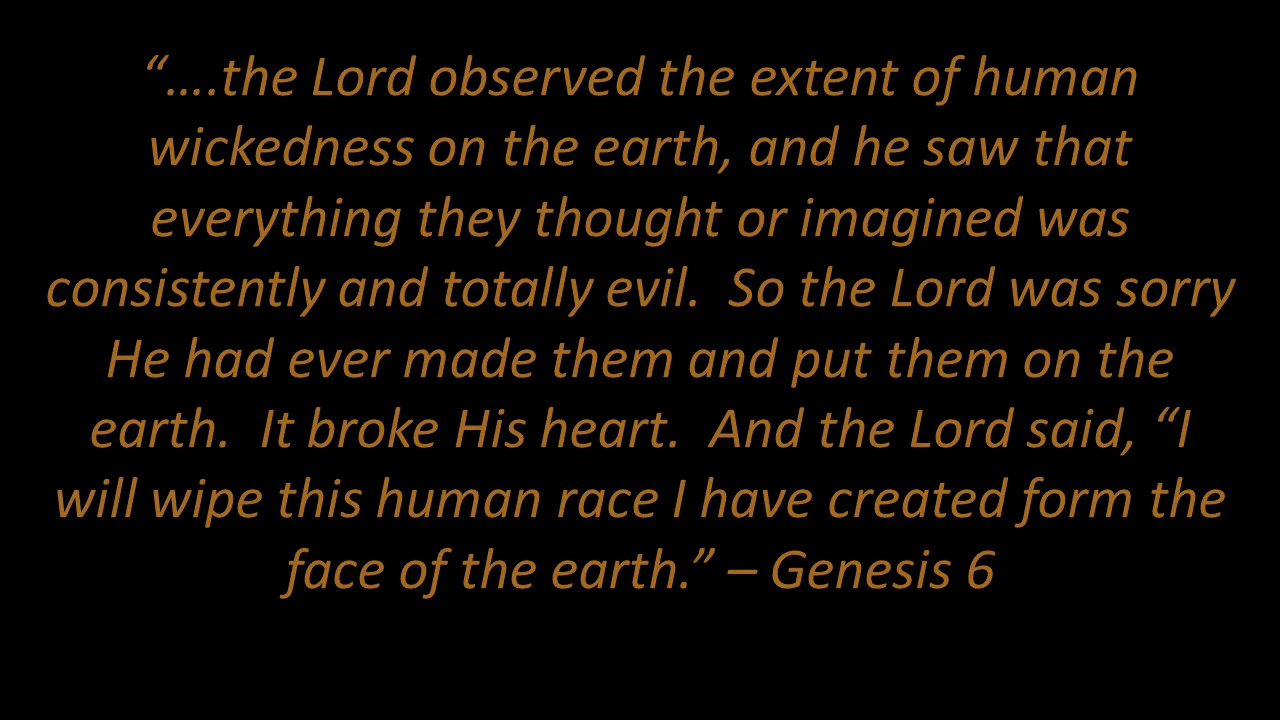 “….the Lord observed the extent of human
wickedness on the earth, and he saw that
everything they thought or imagined was
consistently and totally evil.  So the Lord was sorry
He had ever made them and put them on the
earth.  It broke His heart.  And the Lord said, “I
will wipe this human race I have created form the
face of the earth.” – Genesis 6